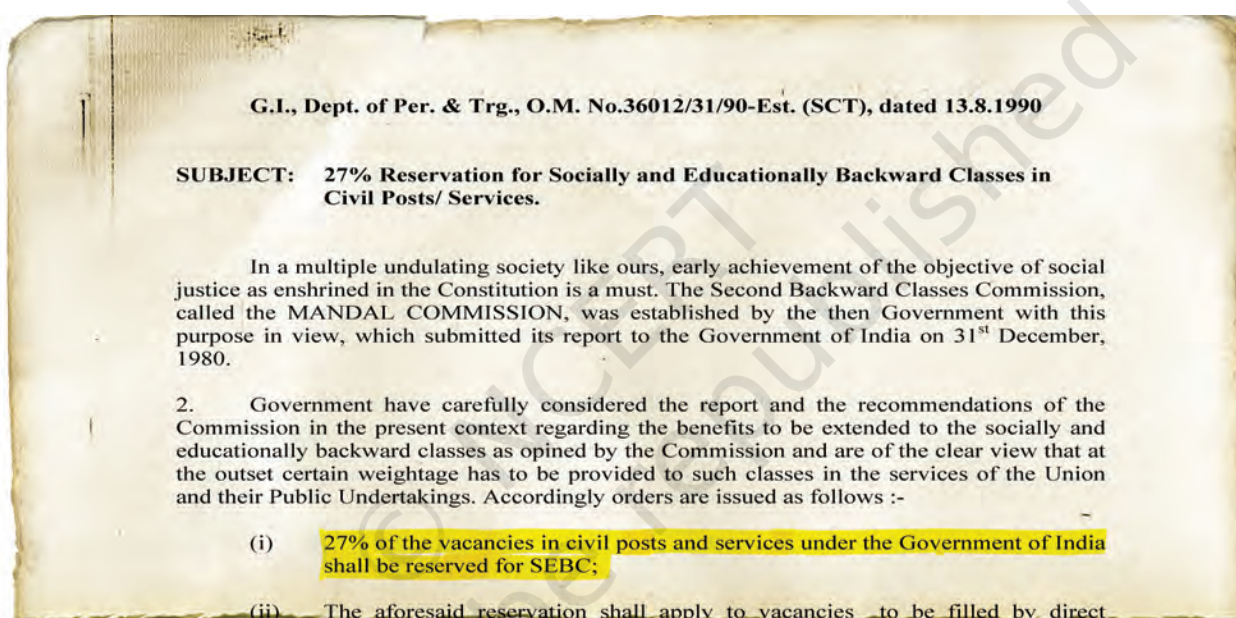 G.I., Dept. of Per. & Trg., O.M. No.36012/31/90-Est. (SCT), dated 13.8.1990
SUBJECT: 27% Reservation for Socially and Educationally Backward Classes in
Civil Posts/ Services.
In a multiple undulating society like ours, early achievement of the objective of social
justice as enshrined in the Constitution is a must. The Second Backward Classes Commission,
called the MANDAL COMMISSION, was established by the then Government with this
purpose in view, which submitted its report to the Government of India on 31st December,
1980.
2. Government have carefully considered the report and the recommendations of the
Commission in the present context regarding the benefits to be extended to the socially and
educationally backward classes as opined by the Commission and are of the clear view that at
the outset certain weightage has to be provided to such classes in the services of the Union
and their Public Undertakings. Accordingly orders are issued as follows :-
(i) 27% of the vacancies in civil posts and services under the Government of India
shall be reserved for SEBC;
(ii) The aforesaid reservation shall apply to vacancies to be filled by direct
© NCERT
be republished